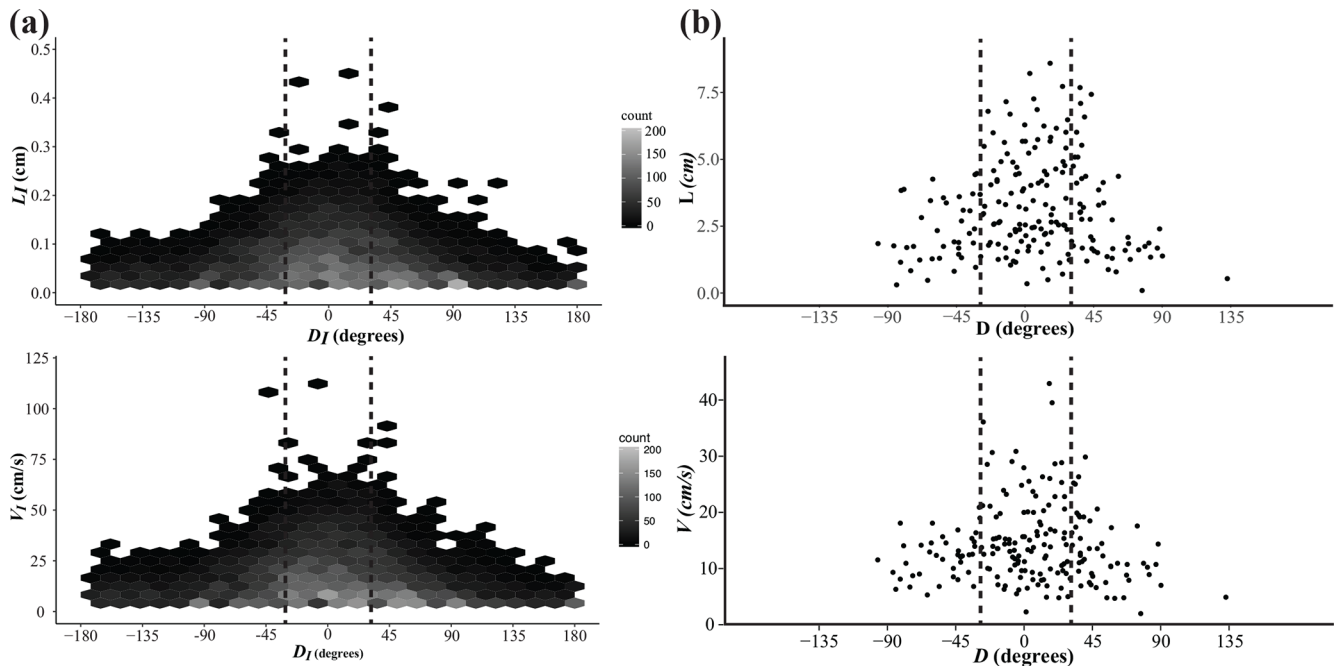 (a)
0.5
0.4
0.3
0.2
0.1
0.0
L_I (cm)
−180 −135 -90 -45 0 45 90 135 180
D_I (degrees)
count
200
150
100
50
0
125
100
75
50
25
0
V_I (cm/s)
−180 −135 -90 -45 0 45 90 135 180
D_I (degrees)
count
200
150
100
50
0
(b)
7.5
5.0
2.5
0.0
L (cm)
−135 −90 −45 0 45 90 135
D (degrees)
40
30
20
10
0
V (cm/s)
−135 −90 −45 0 45 90 135
D (degrees)